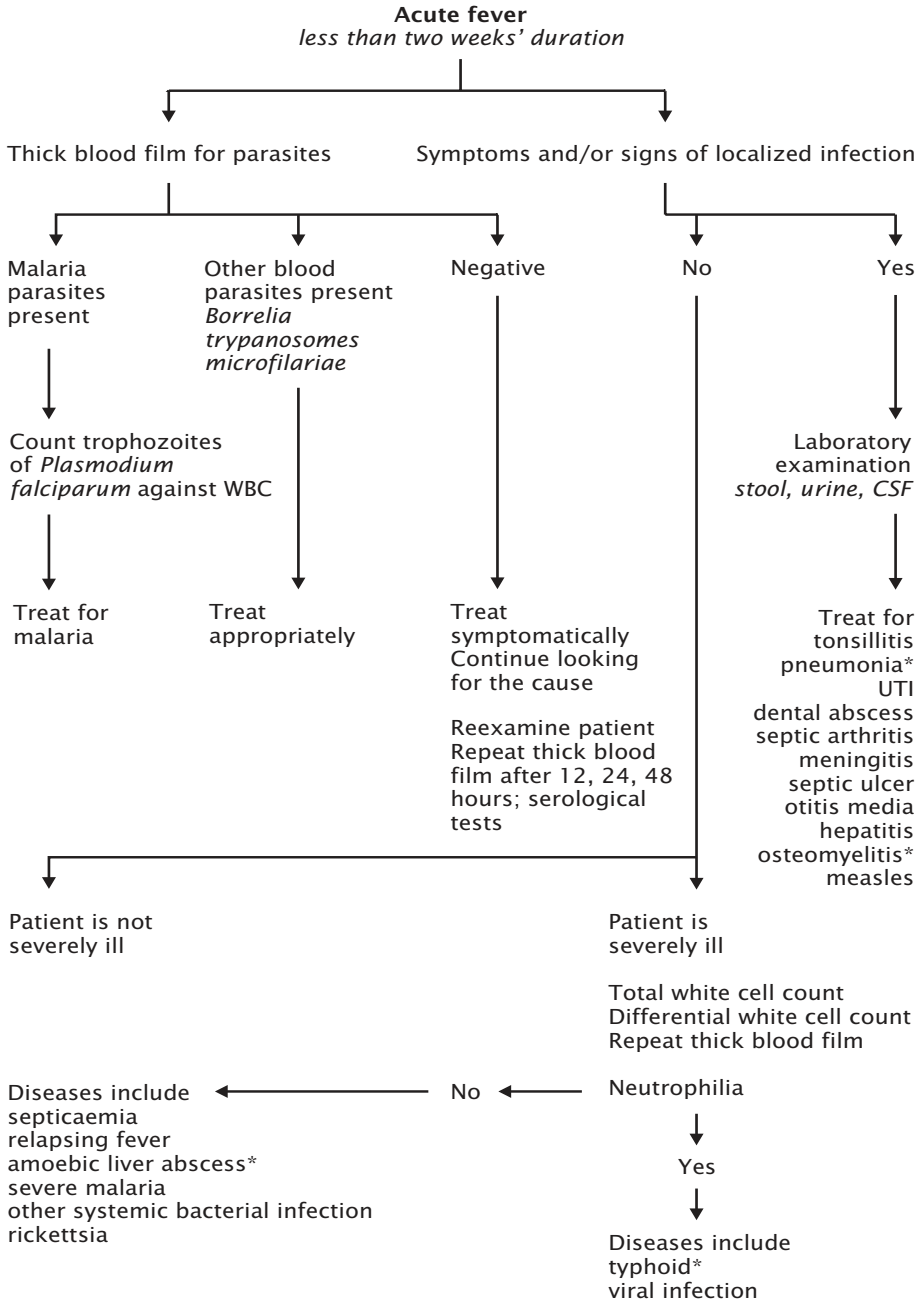 Acute fever
less than two weeks’ duration
Thick blood film for parasites
Symptoms and/or signs of localized infection
Malaria
parasites
present
Other blood
parasites present
Borrelia
trypanosomes
microfilariae
Negative
No
Yes
Count trophozoites
of Plasmodium
falciparum against WBC
Laboratory
examination
stool, urine, CSF
Treat for
malaria
Treat
appropriately
Treat
symptomatically
Continue looking
for the cause
Reexamine patient
Repeat thick blood
film after 12, 24, 48
hours; serological
tests
Treat for
tonsillitis
pneumonia*
UTI
dental abscess
septic arthritis
meningitis
septic ulcer
otitis media
hepatitis
osteomyelitis*
measles
Patient is not
severely ill
Patient is
severely ill
Total white cell count
Differential white cell count
Repeat thick blood film
Neutrophilia
No
Diseases include
septicaemia
relapsing fever
amoebic liver abscess*
severe malaria
other systemic bacterial infection
rickettsia
Yes
Diseases include
typhoid*
viral infection